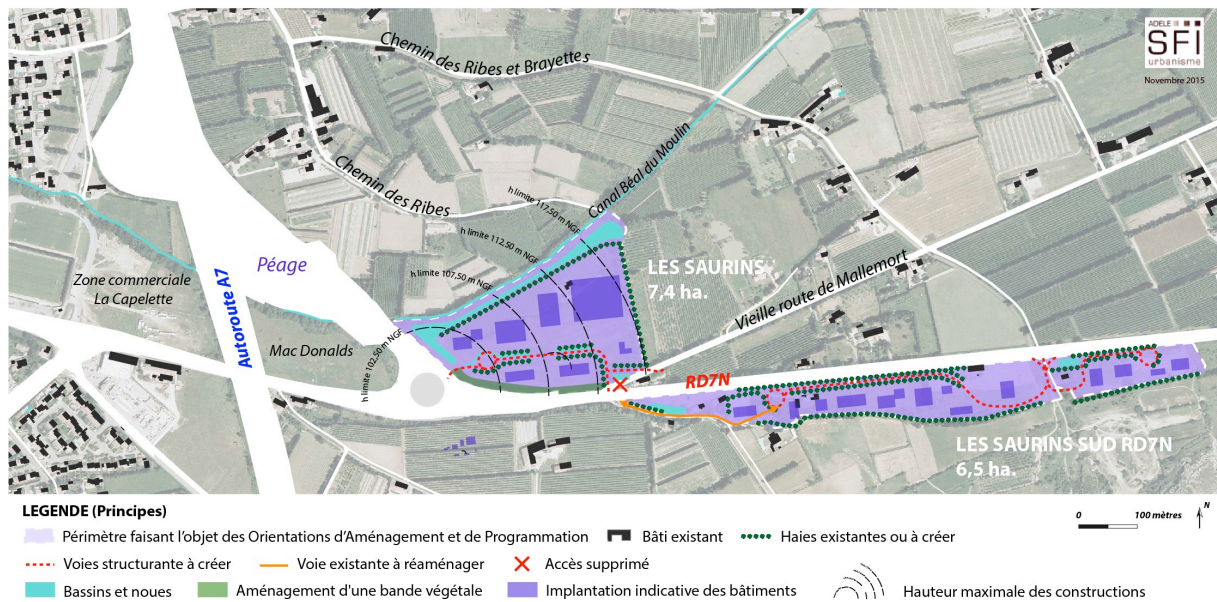 ADELE
SFI
urbanisme
Novembre 2015
Chemin des Ribes et Brayettes
Canal Béal du Moulin
Chemin des Ribes
h limite 117.50 m NGF
h limite 112.50 m NGF
h limite 107.50 m NGF
h limite 102.50 m NGF
Péage
Zone commerciale
La Capelette
Autoroute A7
Mac Donalds
LES SAURINS
7,4 ha.
Vieille route de Mallemort
RD7N
LES SAURINS SUD RD7N
6,5 ha.
LEGENDE (Principes)
0 100 mètres
N
Périmètre faisant l'objet des Orientations d'Aménagement et de Programmation
Bâti existant
Haies existantes ou à créer
Voies structurante à créer
Voie existante à réaménager
Accès supprimé
Bassins et noues
Aménagement d'une bande végétale
Implantation indicative des bâtiments
Hauteur maximale des constructions